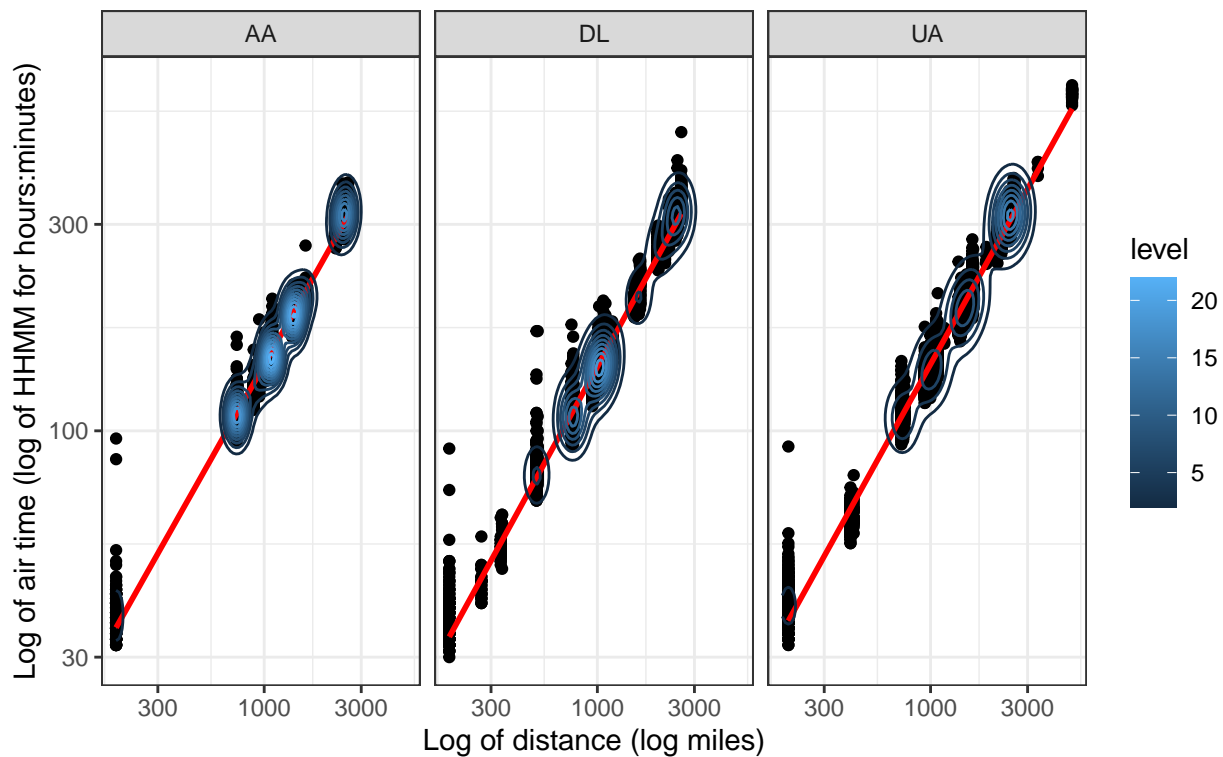 AA
DL
UA
Log of air time (log of HHMM for hours:minutes)
300
100
30
300
1000
3000
300
1000
3000
300
1000
3000
Log of distance (log miles)
level
20
15
10
5